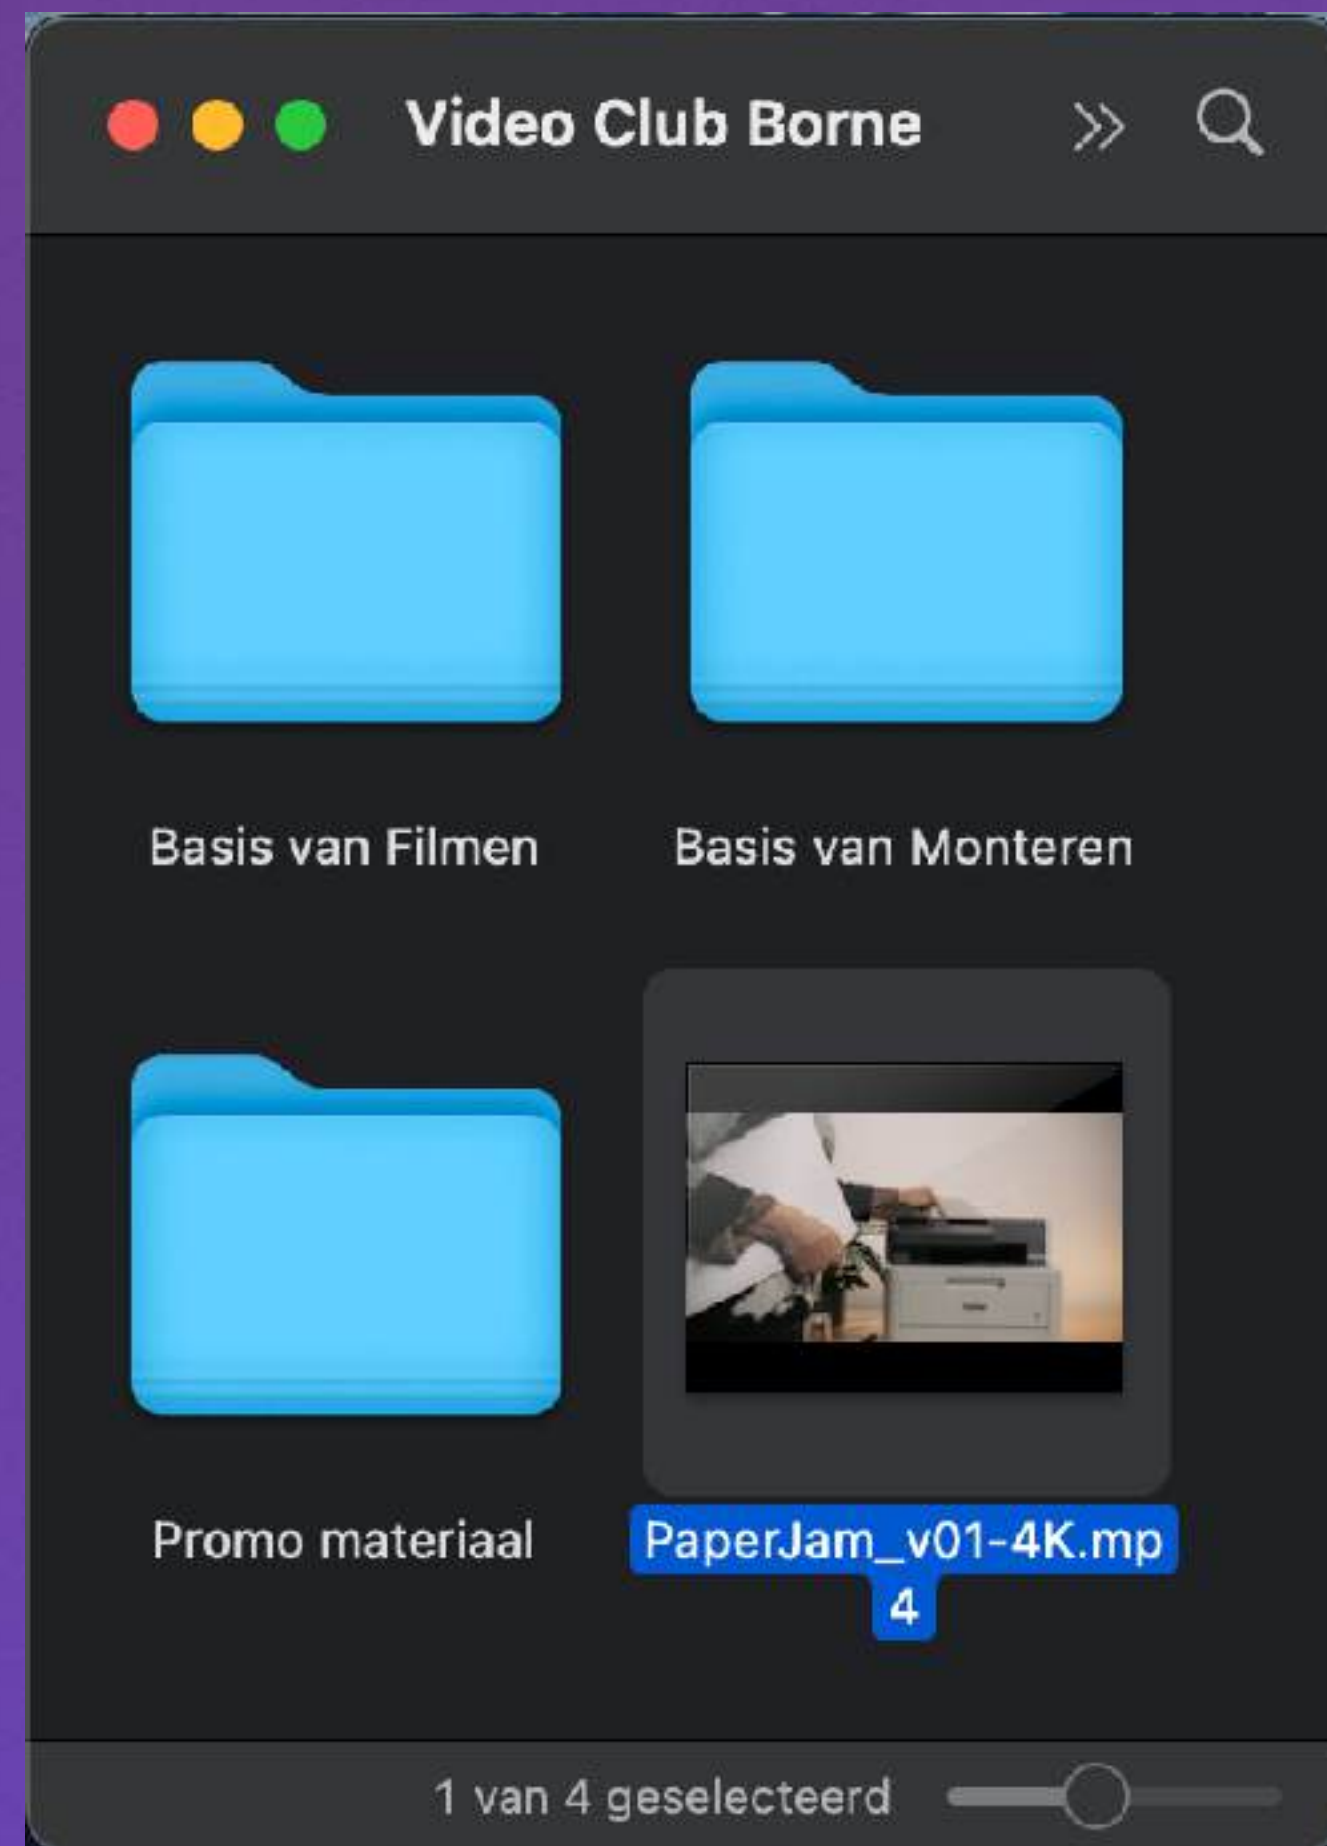 Video Club Borne
Basis van Filmen
Basis van Monteren
Promo materiaal
PaperJam_v01-4K.mp
4
1 van 4 geselecteerd